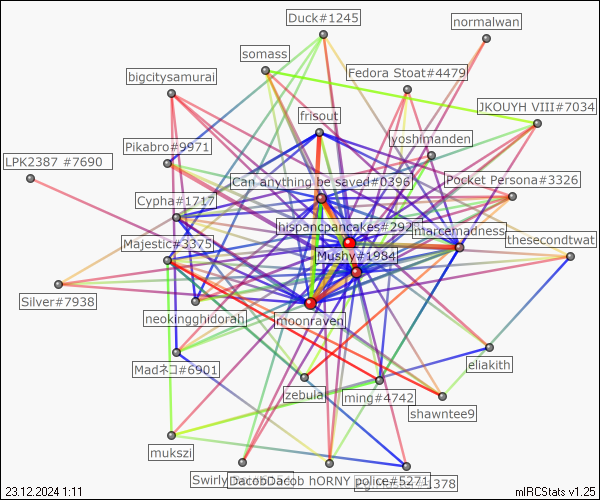 Duck#1245
normalwan
somass
Fedora Stoat#4479
bigcitysamurai
JKOUYH VIII#7034
frisout
yoshimanden
Pikabro#9971
LPK2387 #7690
Can anything be saved#0396
Pocket Persona#3326
Cypha#1717
hispancpancakes#292
marcernadness
thesecondtwat
Majestic#3375
Mushy#1984
Silver#7938
neokingghidorah
moonraven
eliakith
Madネコ#6901
zebula
ming#4742
shawntee9
mukszi
Swirly
hORNY police#5271
378
23.12.2024 1:11
mIRCStats v1.25